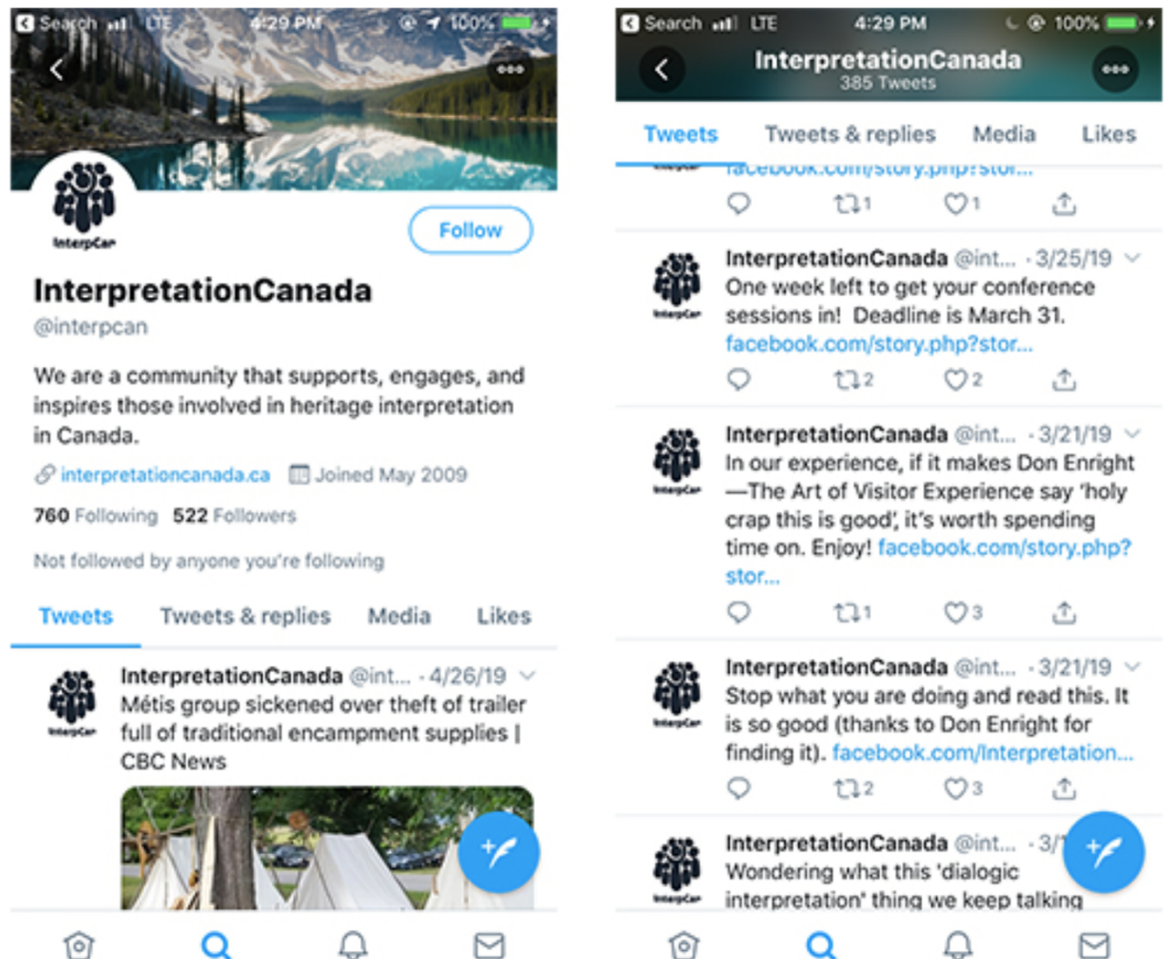 Search LTE 4:29 PM 100%
InterpCan
Follow
InterpretationCanada
@interpcan
We are a community that supports, engages, and
inspires those involved in heritage interpretation
in Canada.
interpretationcanada.ca Joined May 2009
760 Following 522 Followers
Not followed by anyone you're following
Tweets Tweets & replies Media Likes
InterpretationCanada @int... · 4/26/19
InterpCan
Métis group sickened over theft of trailer
full of traditional encampment supplies |
CBC News
Search LTE 4:29 PM 100%
InterpretationCanada
385 Tweets
Tweets Tweets & replies Media Likes
facebook.com/story.php?stor...
1 1
InterpretationCanada @int... · 3/25/19
InterpCan
One week left to get your conference
sessions in! Deadline is March 31.
facebook.com/story.php?stor...
2 2
InterpretationCanada @int... · 3/21/19
InterpCan
In our experience, if it makes Don Enright
—The Art of Visitor Experience say ‘holy
crap this is good’, it’s worth spending
time on. Enjoy! facebook.com/story.php?
stor...
1 3
InterpretationCanada @int... · 3/21/19
InterpCan
Stop what you are doing and read this. It
is so good (thanks to Don Enright for
finding it). facebook.com/Interpretation...
2 3
InterpretationCanada @int... · 3/1
InterpCan
Wondering what this 'dialogic
interpretation' thing we keep talking